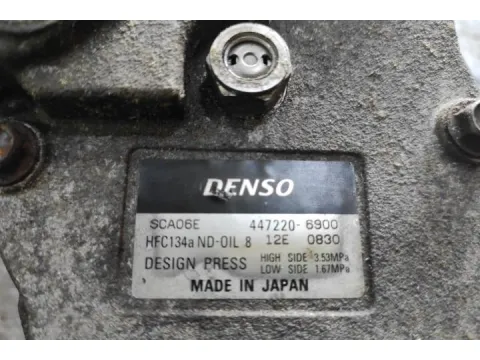 DENSO
SCA06E 447220-6900
HFC134a ND-OIL 8 12E 0830
DESIGN PRESS HIGH SIDE 3.53MPa
LOW SIDE 1.67MPa
MADE IN JAPAN